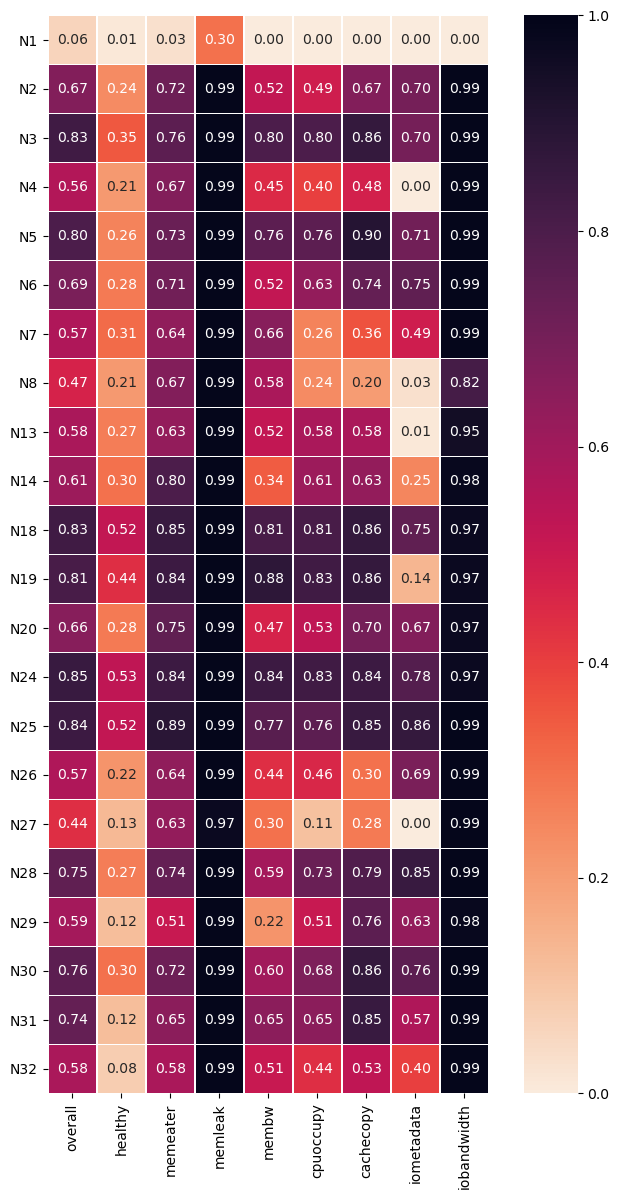 N1 0.06 0.01 0.03 0.30 0.00 0.00 0.00 0.00 0.00
N2 0.67 0.24 0.72 0.99 0.52 0.49 0.67 0.70 0.99
N3 0.83 0.35 0.76 0.99 0.80 0.80 0.86 0.70 0.99
N4 0.56 0.21 0.67 0.99 0.45 0.40 0.48 0.00 0.99
N5 0.80 0.26 0.73 0.99 0.76 0.76 0.90 0.71 0.99
N6 0.69 0.28 0.71 0.99 0.52 0.63 0.74 0.75 0.99
N7 0.57 0.31 0.64 0.99 0.66 0.26 0.36 0.49 0.99
N8 0.47 0.21 0.67 0.99 0.58 0.24 0.20 0.03 0.82
N13 0.58 0.27 0.63 0.99 0.52 0.58 0.58 0.01 0.95
N14 0.61 0.30 0.80 0.99 0.34 0.61 0.63 0.25 0.98
N18 0.83 0.52 0.85 0.99 0.81 0.81 0.86 0.75 0.97
N19 0.81 0.44 0.84 0.99 0.88 0.83 0.86 0.14 0.97
N20 0.66 0.28 0.75 0.99 0.47 0.53 0.70 0.67 0.97
N24 0.85 0.53 0.84 0.99 0.84 0.83 0.84 0.78 0.97
N25 0.84 0.52 0.89 0.99 0.77 0.76 0.85 0.86 0.99
N26 0.57 0.22 0.64 0.99 0.44 0.46 0.30 0.69 0.99
N27 0.44 0.13 0.63 0.97 0.30 0.11 0.28 0.00 0.99
N28 0.75 0.27 0.74 0.99 0.59 0.73 0.79 0.85 0.99
N29 0.59 0.12 0.51 0.99 0.22 0.51 0.76 0.63 0.98
N30 0.76 0.30 0.72 0.99 0.60 0.68 0.86 0.76 0.99
N31 0.74 0.12 0.65 0.99 0.65 0.65 0.85 0.57 0.99
N32 0.58 0.08 0.58 0.99 0.51 0.44 0.53 0.40 0.99
overall healthy memeater memleak membw cpuoccupy cachecopy iometadata iobandwidth
1.0
0.8
0.6
0.4
0.2
0.0